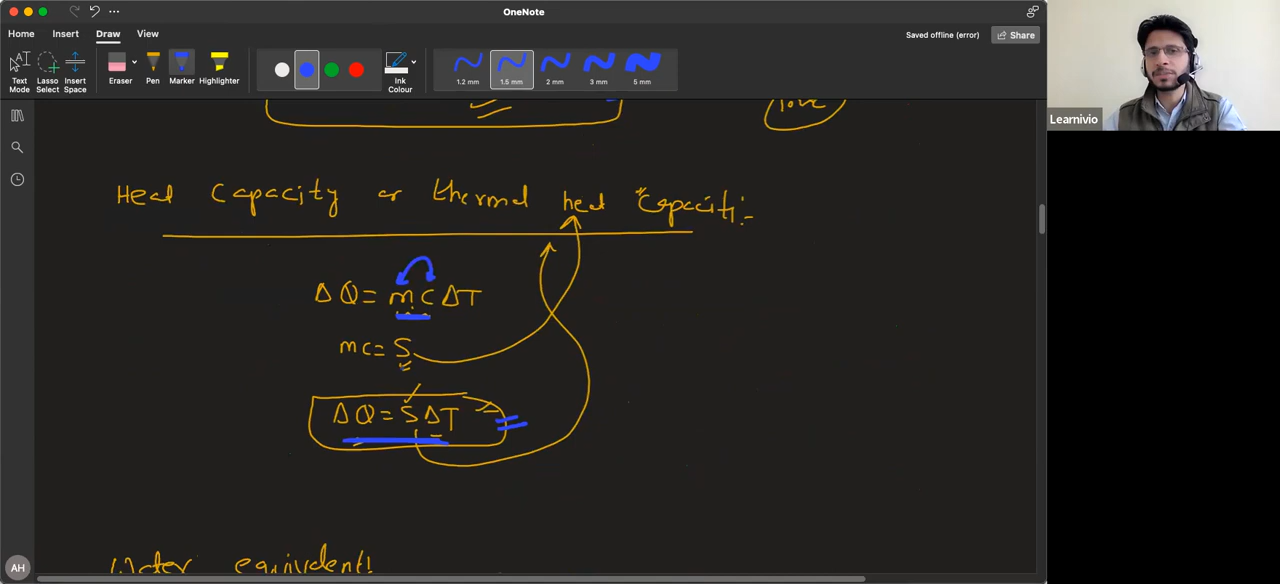 OneNote
Home Insert Draw View
Saved offline (error) Share
Text Mode Lasso Select Insert Space Eraser Pen Marker Highlighter Ink Colour 1.2 mm 1.5 mm 2 mm 3 mm 5 mm
love
Learnivio
Heat Capacity or thermal heat Capacity:-
ΔQ = mCΔT
mc = S
ΔQ = SΔT
Water equivalent:
AH